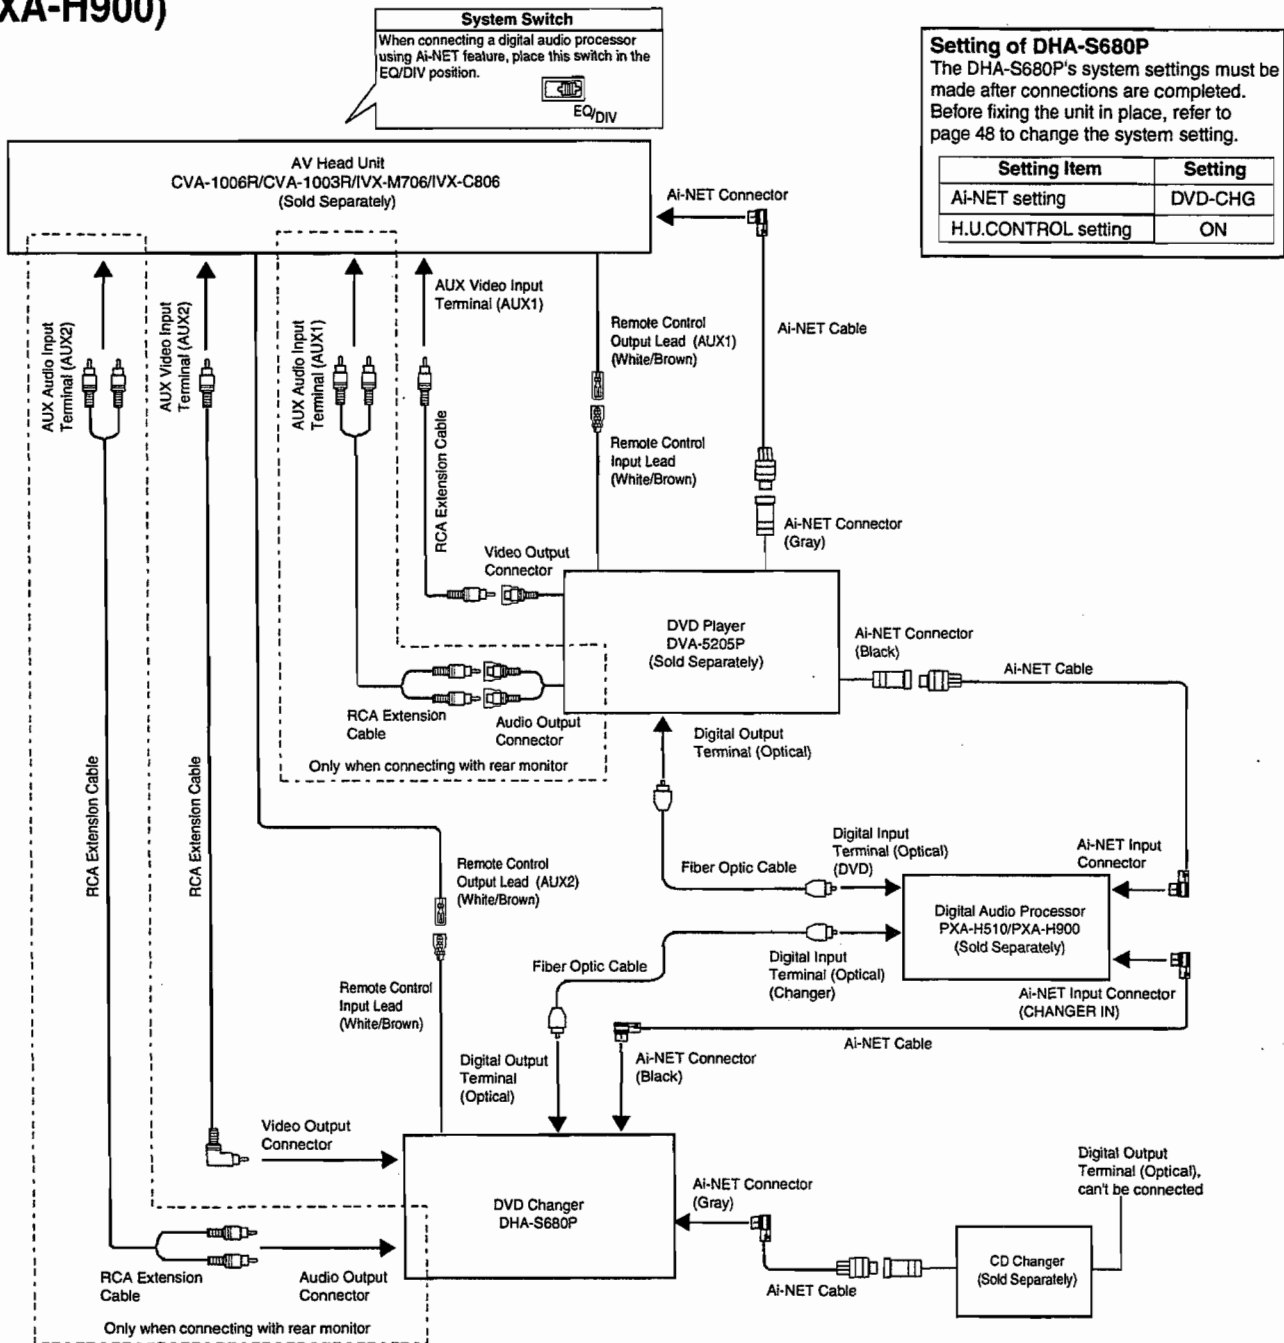 XA-H900)
System Switch
When connecting a digital audio processor
using Ai-NET feature, place this switch in the
EQ/DIV position.
EQ/DIV
Setting of DHA-S680P
The DHA-S680P's system settings must be
made after connections are completed.
Before fixing the unit in place, refer to
page 48 to change the system setting.
Setting Item Setting
Ai-NET setting DVD-CHG
H.U.CONTROL setting ON
AV Head Unit
CVA-1006R/CVA-1003R/IVX-M706/IVX-C806
(Sold Separately)
Ai-NET Connector
AUX Audio Input
Terminal (AUX2)
AUX Video Input
Terminal (AUX2)
AUX Audio Input
Terminal (AUX1)
AUX Video Input
Terminal (AUX1)
RCA Extension Cable
Remote Control
Output Lead (AUX1)
(White/Brown)
Ai-NET Cable
Remote Control
Input Lead
(White/Brown)
Ai-NET Connector
(Gray)
Video Output
Connector
DVD Player
DVA-5205P
(Sold Separately)
Ai-NET Connector
(Black)
Ai-NET Cable
RCA Extension
Cable
Audio Output
Connector
Only when connecting with rear monitor
Digital Output
Terminal (Optical)
RCA Extension Cable
RCA Extension Cable
Fiber Optic Cable
Digital Input
Terminal (Optical)
(DVD)
Ai-NET Input
Connector
Remote Control
Output Lead (AUX2)
(White/Brown)
Digital Audio Processor
PXA-H510/PXA-H900
(Sold Separately)
Fiber Optic Cable
Digital Input
Terminal (Optical)
(Changer)
Ai-NET Input Connector
(CHANGER IN)
Remote Control
Input Lead
(White/Brown)
Ai-NET Cable
Digital Output
Terminal
(Optical)
Ai-NET Connector
(Black)
Video Output
Connector
DVD Changer
DHA-S680P
Ai-NET Connector
(Gray)
Digital Output
Terminal (Optical),
can't be connected
CD Changer
(Sold Separately)
Ai-NET Cable
RCA Extension
Cable
Audio Output
Connector
Only when connecting with rear monitor